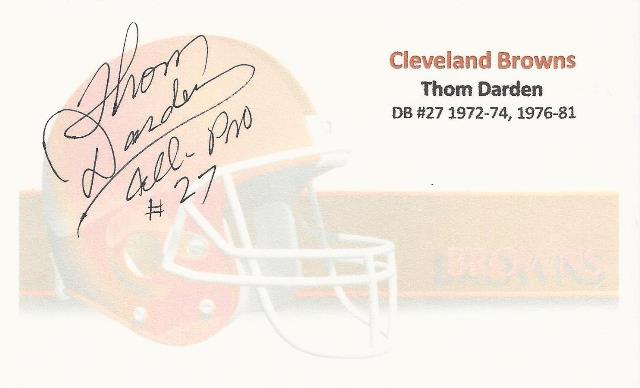 Thom
Darden
All-Pro
# 27
Cleveland Browns
Thom Darden
DB #27 1972-74, 1976-81
BROWNS